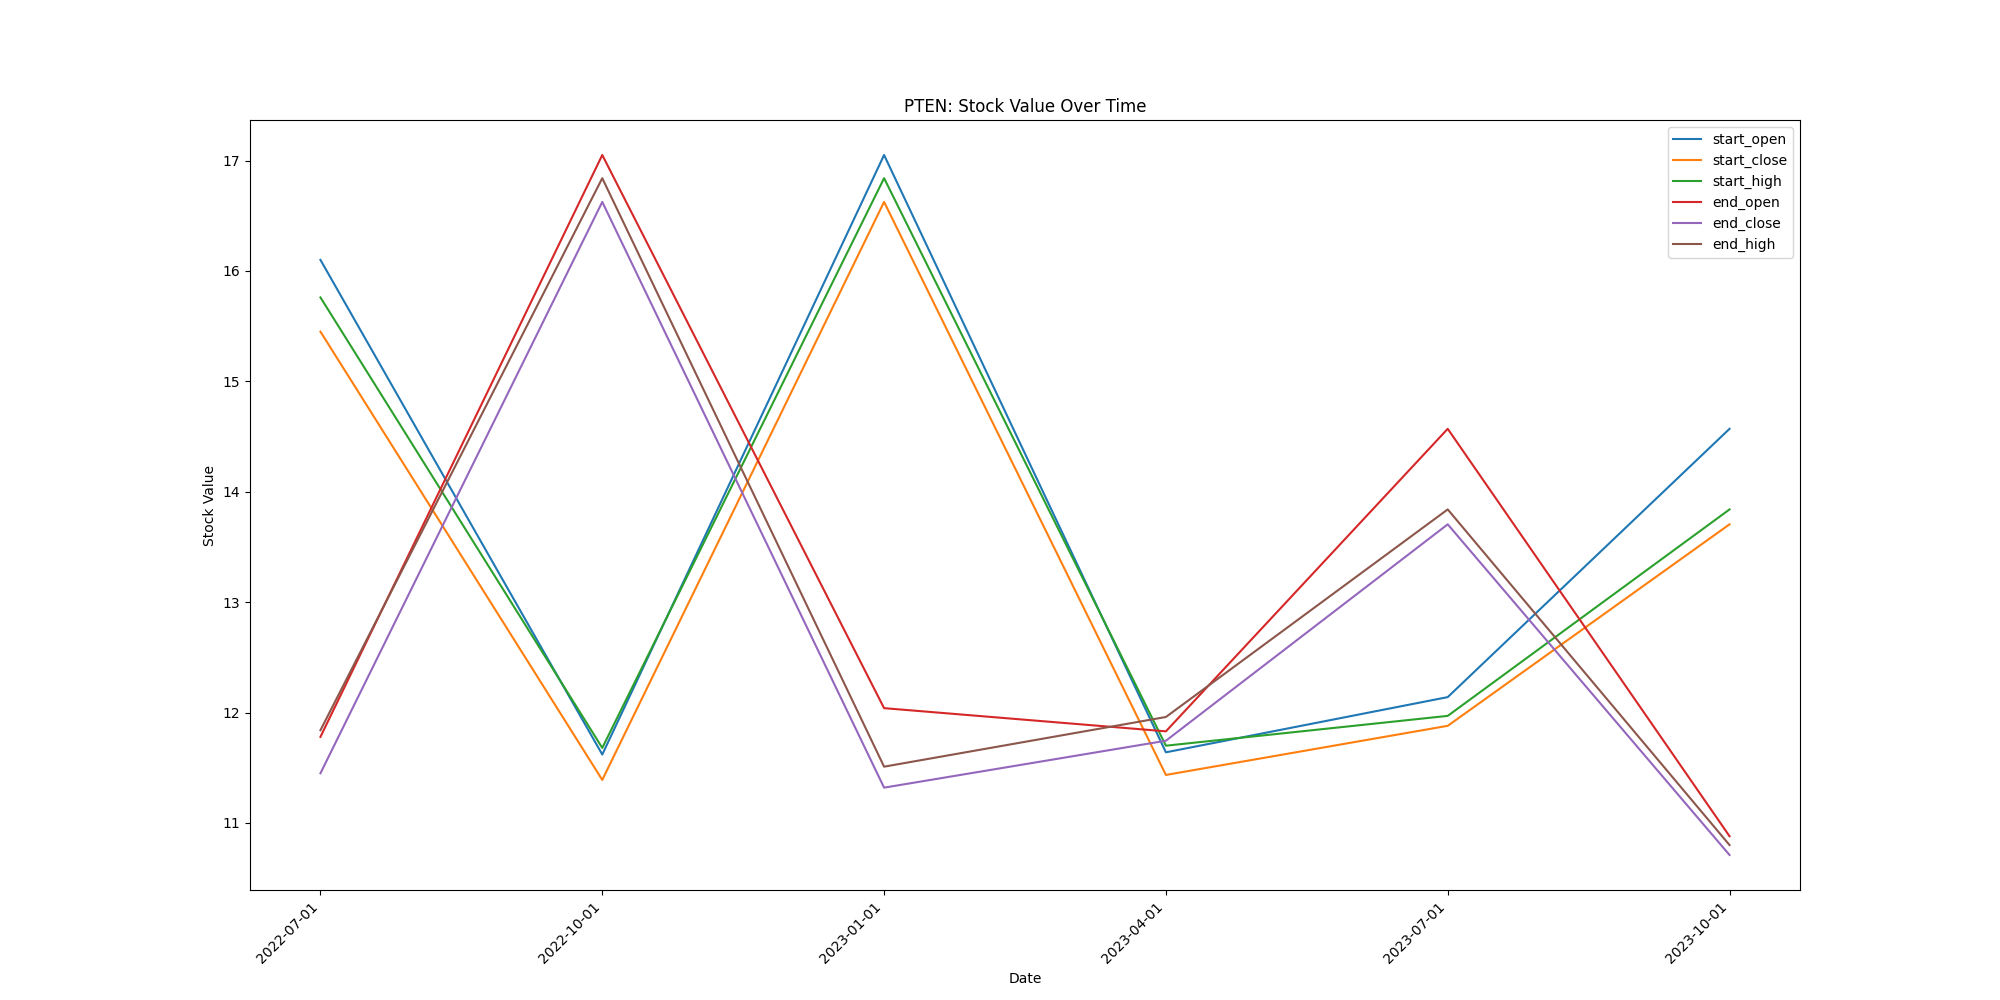 PTEN: Stock Value Over Time
start_open
start_close
start_high
end_open
end_close
end_high
17
16
15
14
13
12
11
Stock Value
2022-07-01
2022-10-01
2023-01-01
2023-04-01
2023-07-01
2023-10-01
Date